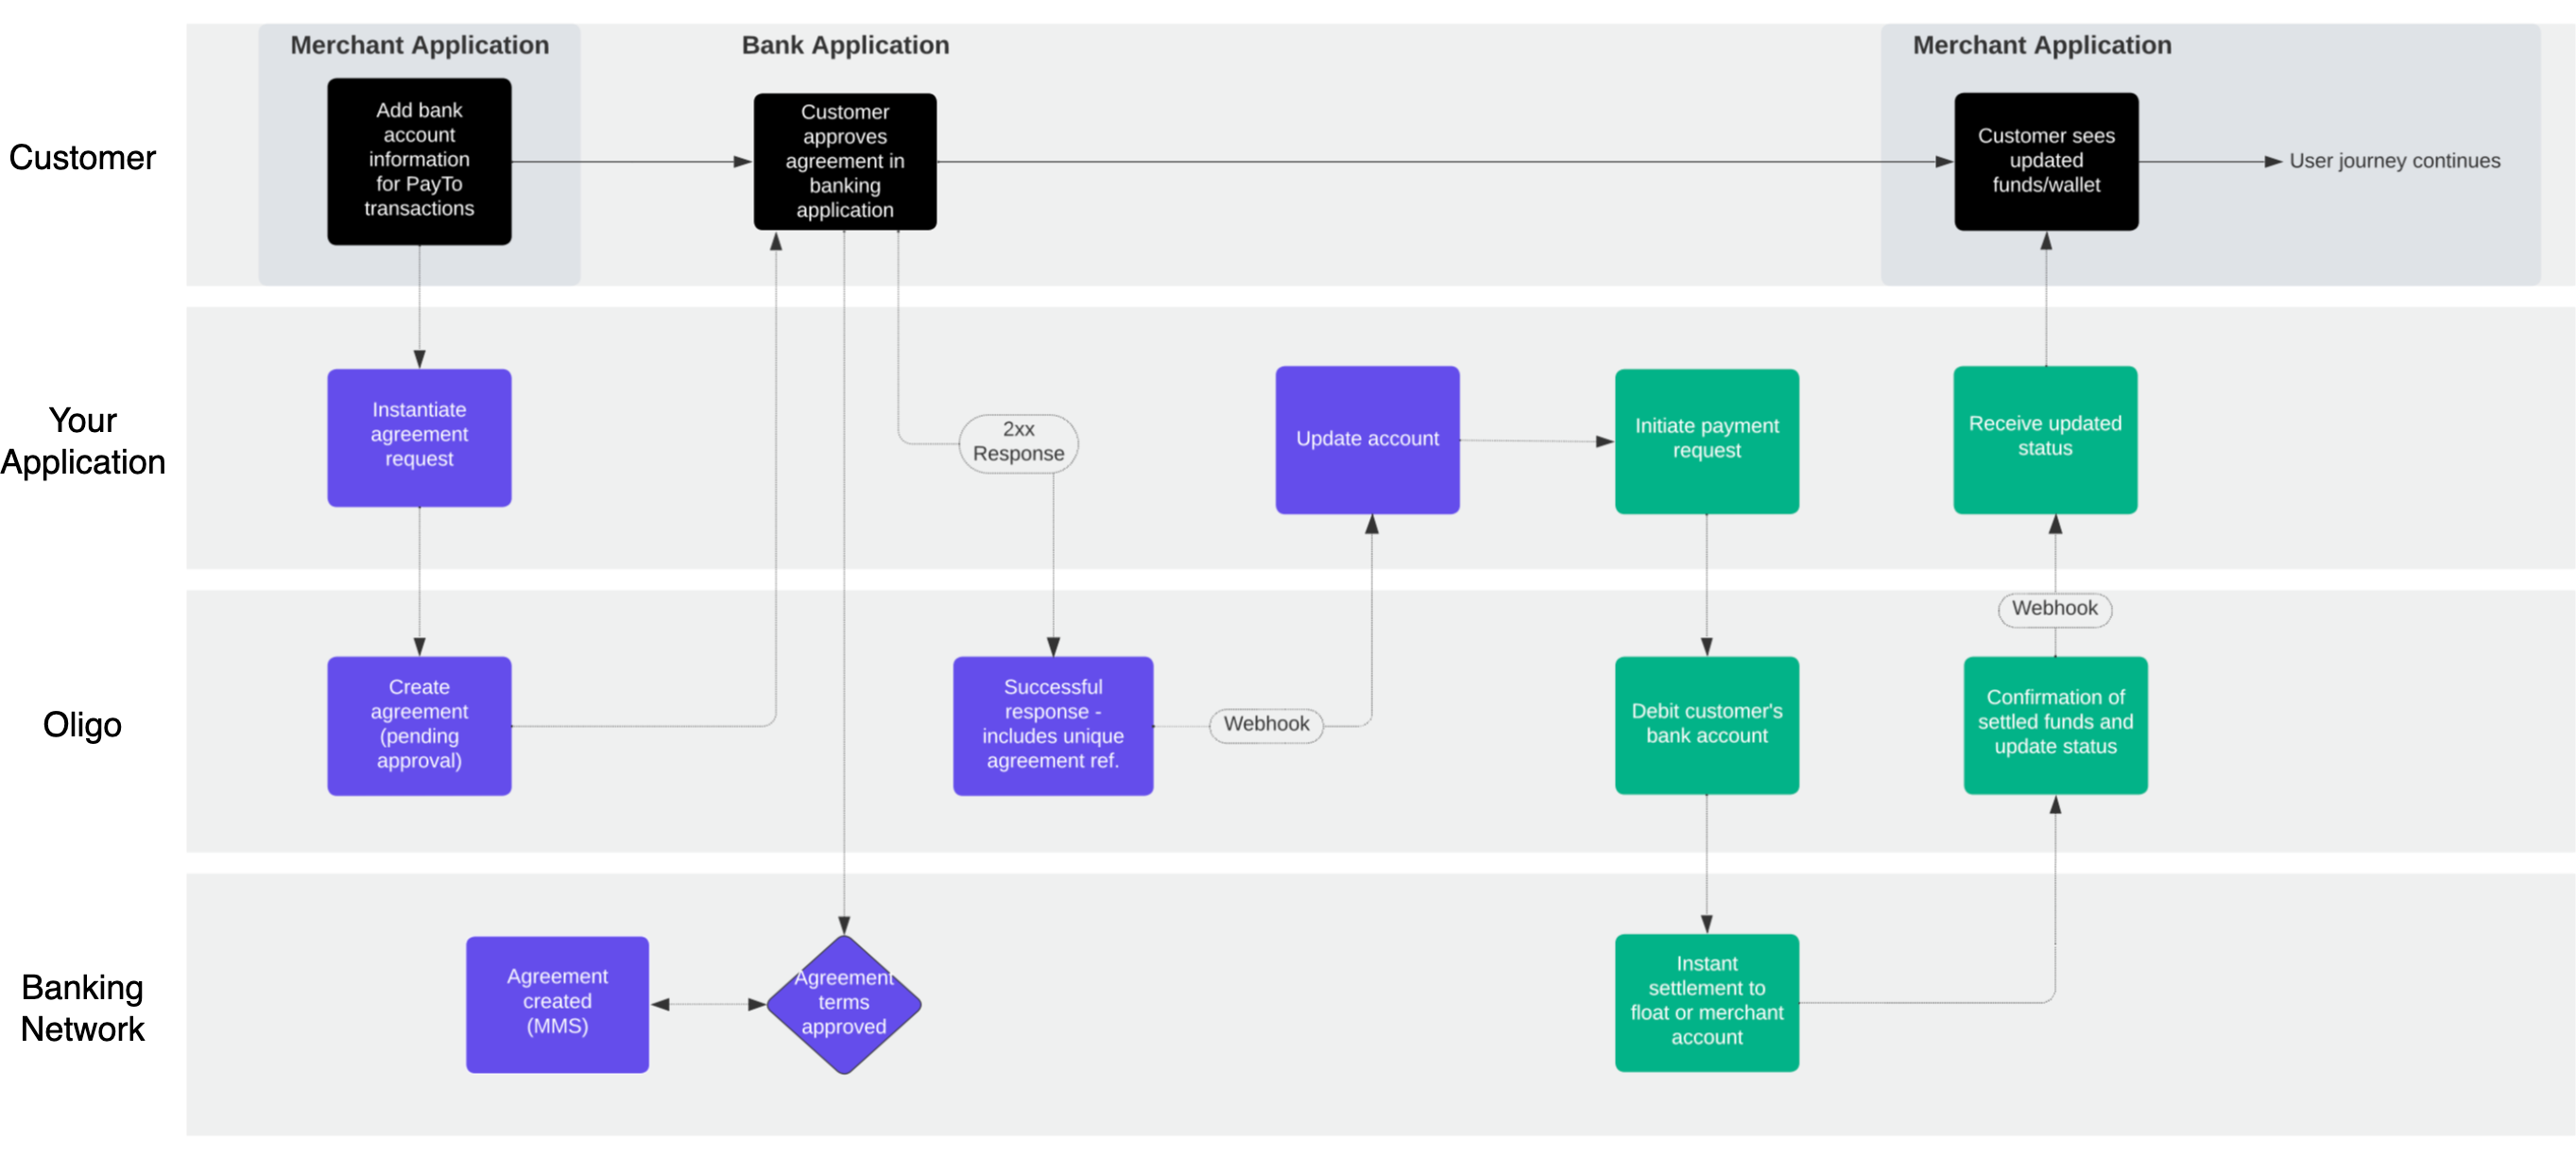 Merchant Application
Bank Application
Merchant Application
Customer
Add bank
account
information
for PayTo
transactions
Customer
approves
agreement in
banking
application
Customer sees
updated
funds/wallet
User journey continues
Your
Application
Instantiate
agreement
request
2xx
Response
Update account
Initiate payment
request
Receive updated
status
Oligo
Create
agreement
(pending
approval)
Successful
response -
includes unique
agreement ref.
Webhook
Debit customer's
bank account
Webhook
Confirmation of
settled funds and
update status
Banking
Network
Agreement
created
(MMS)
Agreement
terms
approved
Instant
settlement to
float or merchant
account